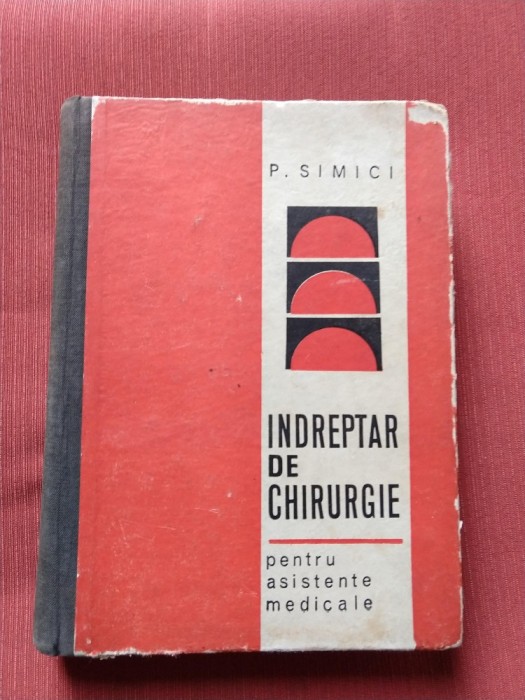 P. SIMICI
INDREPTAR
DE
CHIRURGIE
pentru
asistente
medicale